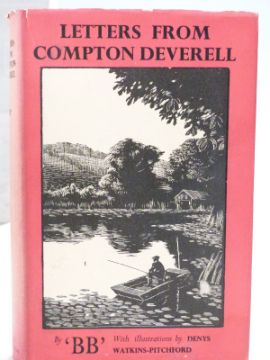 LETTERS FROM
COMPTON DEVERELL
By 'BB' With illustrations by DENYS
WATKINS-PITCHFORD